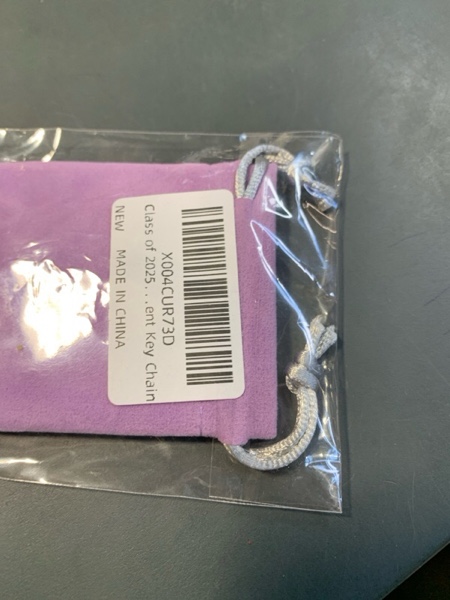 X004CUR73D
Class of 2025...ent Key Chain
NEW MADE IN CHINA